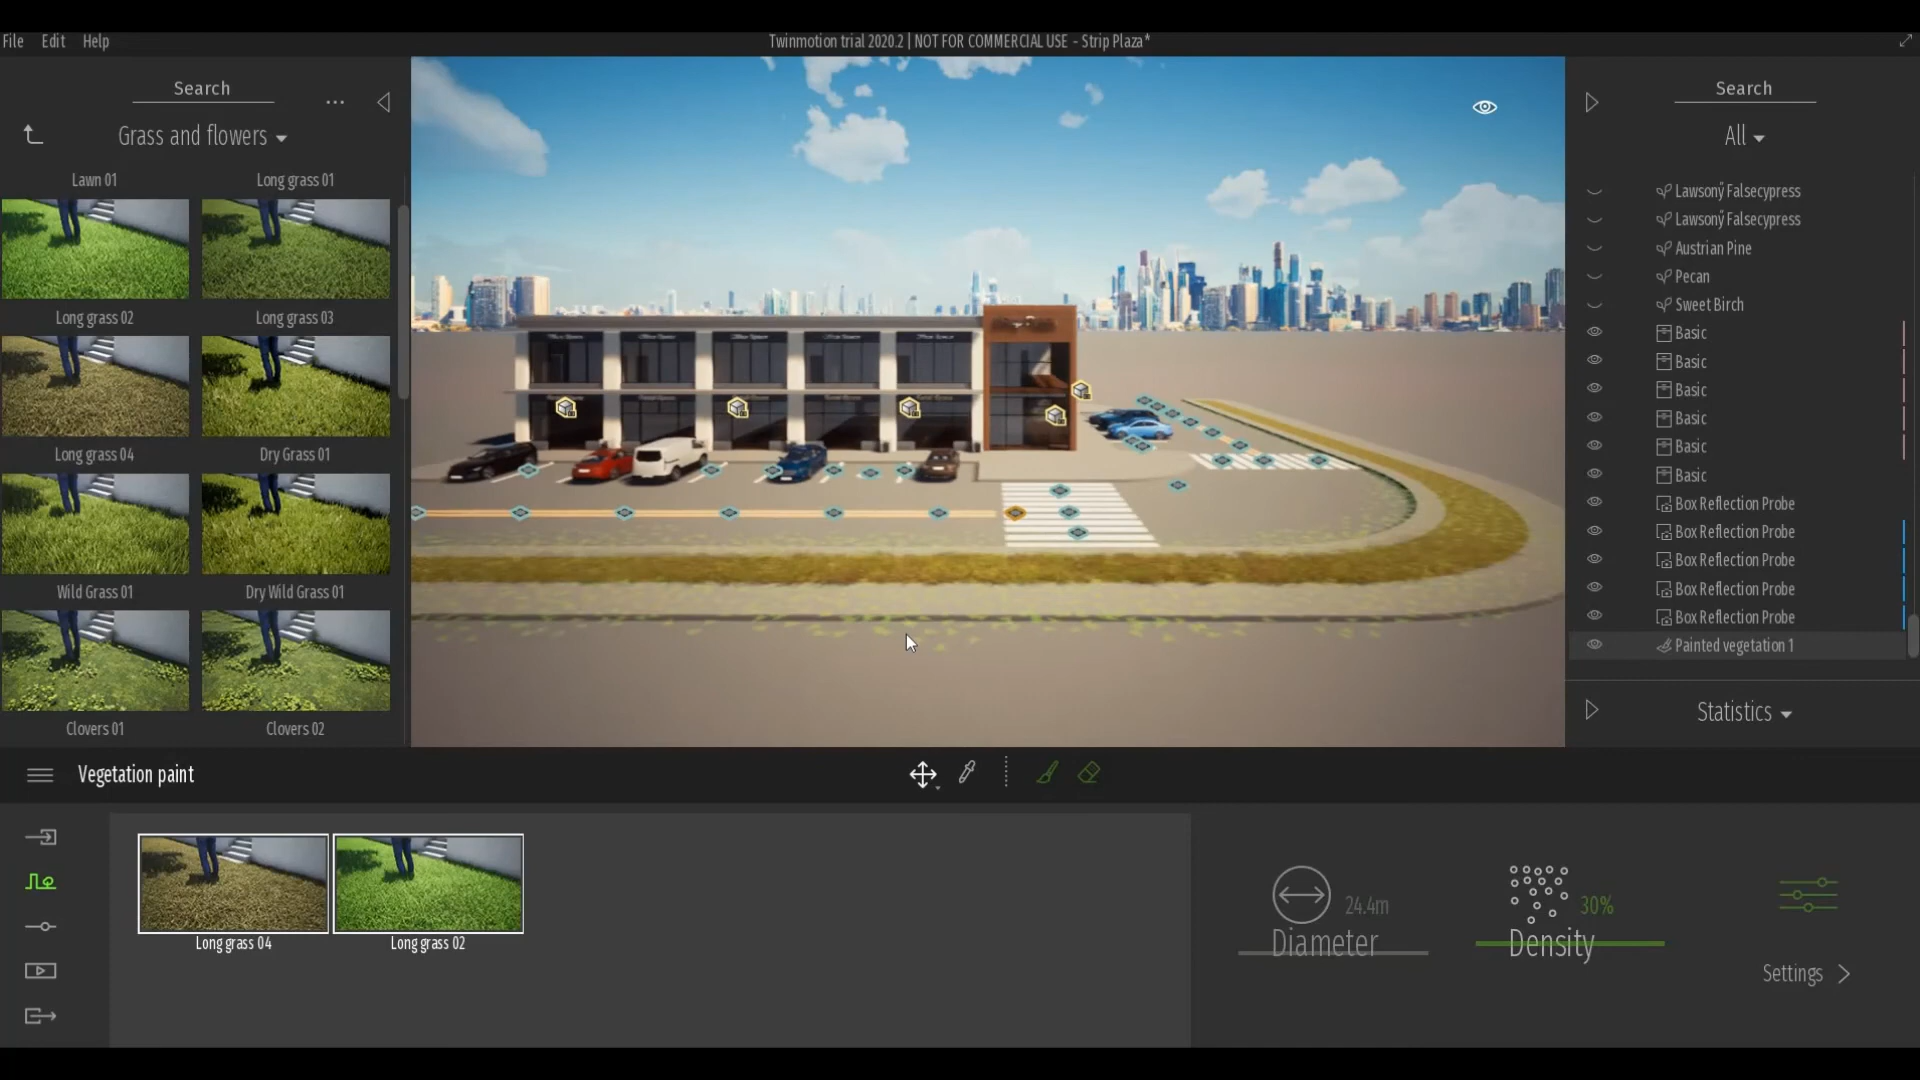 File Edit Help
Twinmotion trial 2020.2 | NOT FOR COMMERCIAL USE - Strip Plaza*
Search
...
Grass and flowers
Lawn 01
Long grass 01
Long grass 02
Long grass 03
Long grass 04
Dry Grass 01
Wild Grass 01
Dry Wild Grass 01
Clovers 01
Clovers 02
Search
All
Lawsony Falsecypress
Lawsony Falsecypress
Austrian Pine
Pecan
Sweet Birch
Basic
Basic
Basic
Basic
Basic
Basic
Box Reflection Probe
Box Reflection Probe
Box Reflection Probe
Box Reflection Probe
Box Reflection Probe
Painted vegetation 1
Statistics
Vegetation paint
Long grass 04
Long grass 02
24.4m
Diameter
30%
Density
Settings